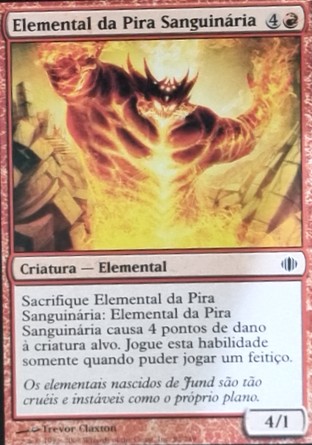 Elemental da Pira Sanguinária 4
Criatura — Elemental
Sacrifique Elemental da Pira
Sanguinária: Elemental da Pira
Sanguinária causa 4 pontos de dano
à criatura alvo. Jogue esta habilidade
somente quando puder jogar um feitiço.
Os elementais nascidos de Jund são tão
cruéis e instáveis como o próprio plano.
Trevor Claxton
4/1